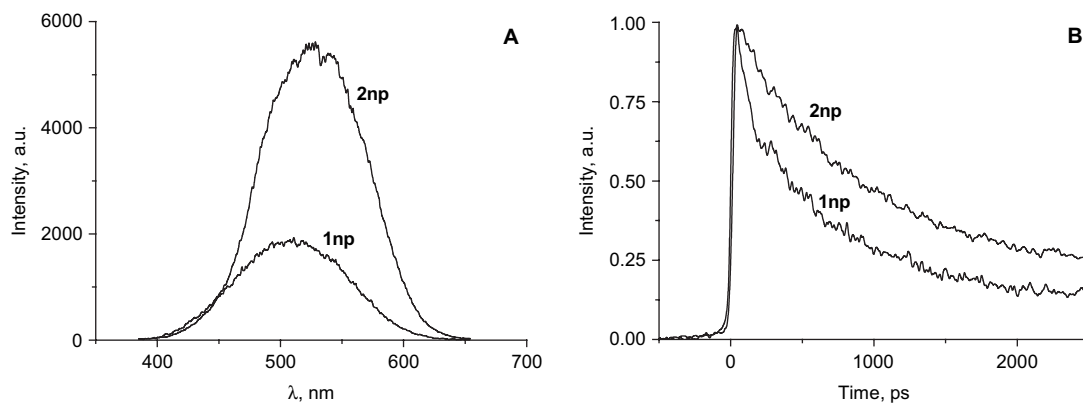 A
6000
4000
2000
0
Intensity, a.u.
2np
1np
400
500
600
700
λ, nm
B
1.00
0.75
0.50
0.25
0.00
Intensity, a.u.
2np
1np
0
1000
2000
Time, ps